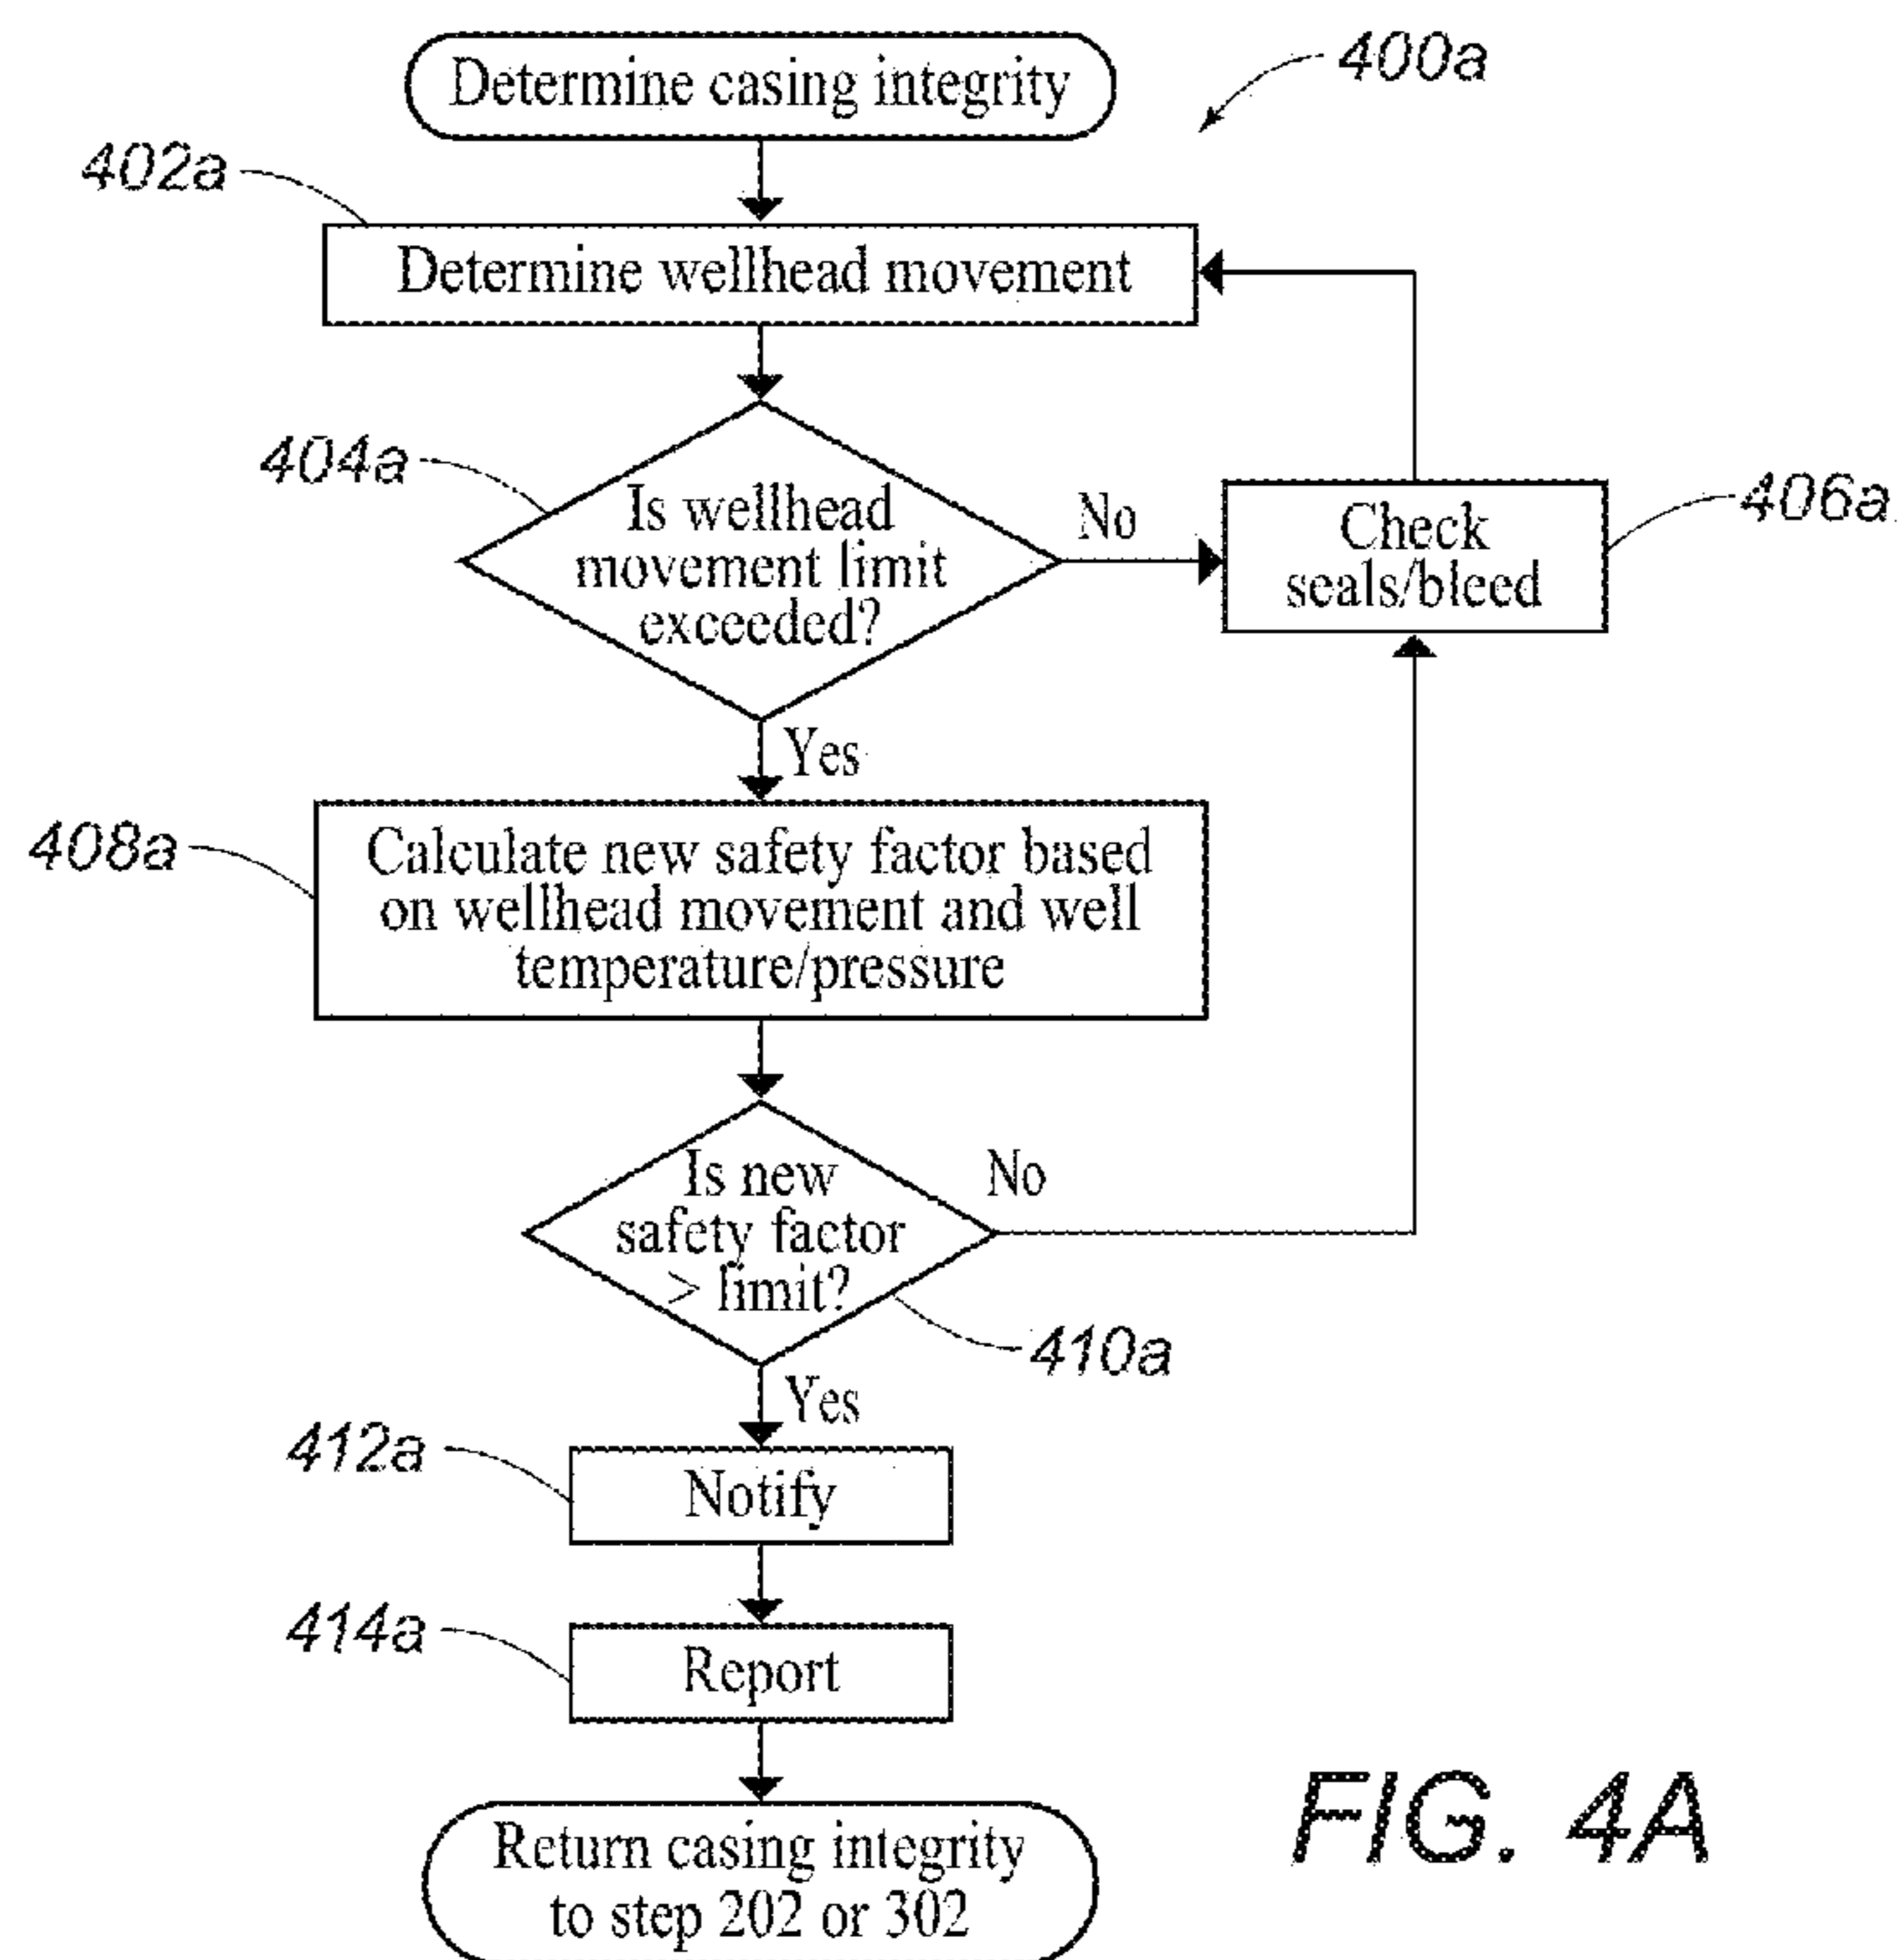 Determine casing integrity
400a
402a
Determine wellhead movement
404a
Is wellhead
movement limit
exceeded?
No
Check
seals/bleed
406a
Yes
408a
Calculate new safety factor based
on wellhead movement and well
temperature/pressure
Is new
safety factor
> limit?
No
410a
Yes
412a
Notify
414a
Report
Return casing integrity
to step 202 or 302
FIG. 4A